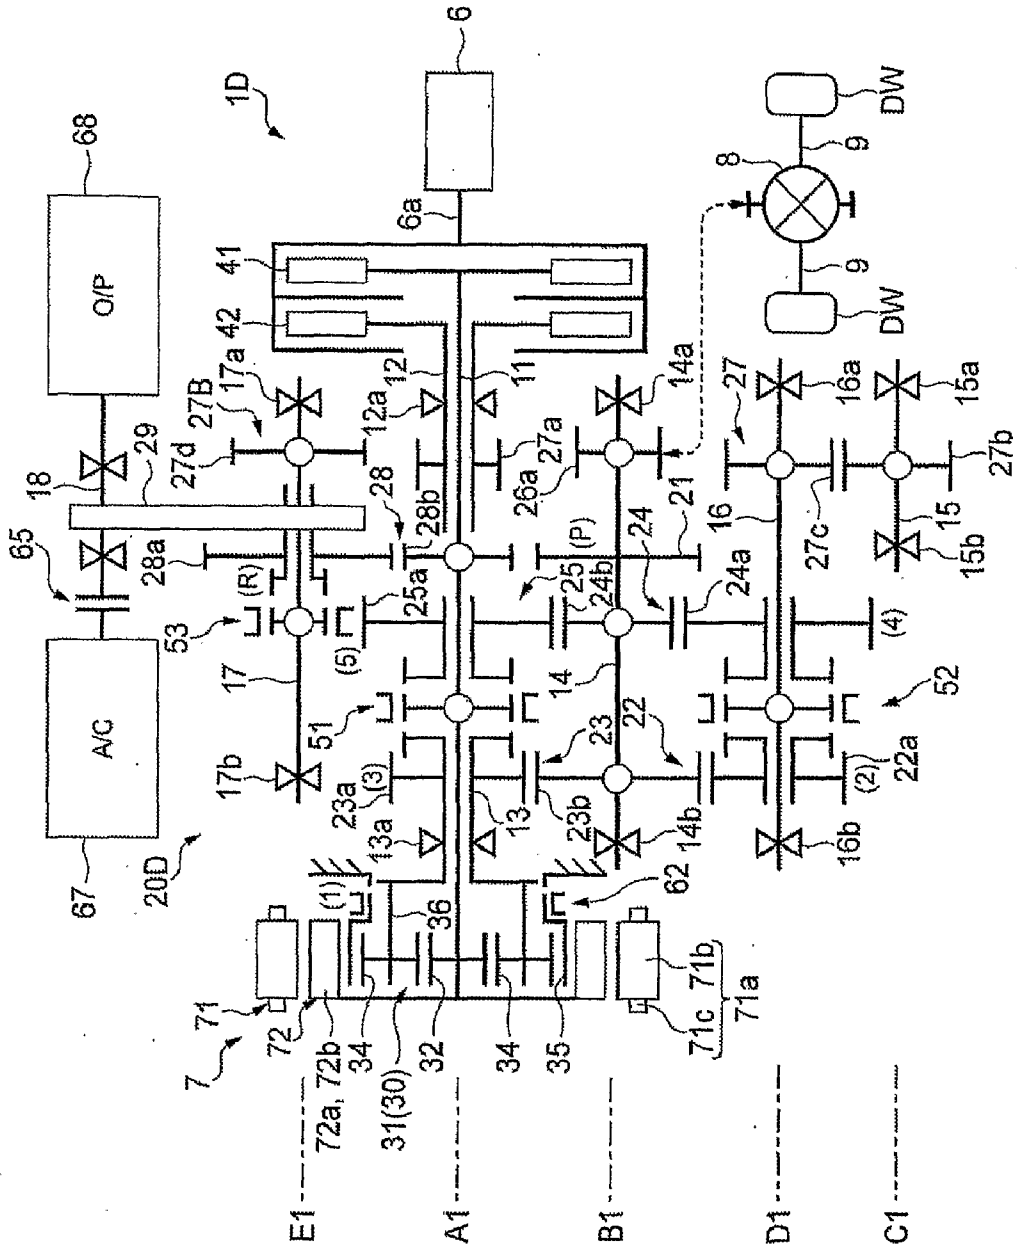 6
1D
68
6a
O/P
41
42
17a
12
11
27B
12a
27d
27a
29
18
28
28b
26a
14a
8
9
9
DW
DW
16a
15a
27
65
28a
(R)
25a
(P)
21
16
27c
15
15b
27b
53
(5)
25
24b
24
24a
(4)
17
51
14
52
A/C
17b
23a
(3)
23
22
(2)
22a
13a
13
23b
14b
16b
67
20D
(1)
36
62
7
71
72
72a, 72b
34
31(30)
32
34
35
71c
71b
71a
E1
A1
B1
D1
C1